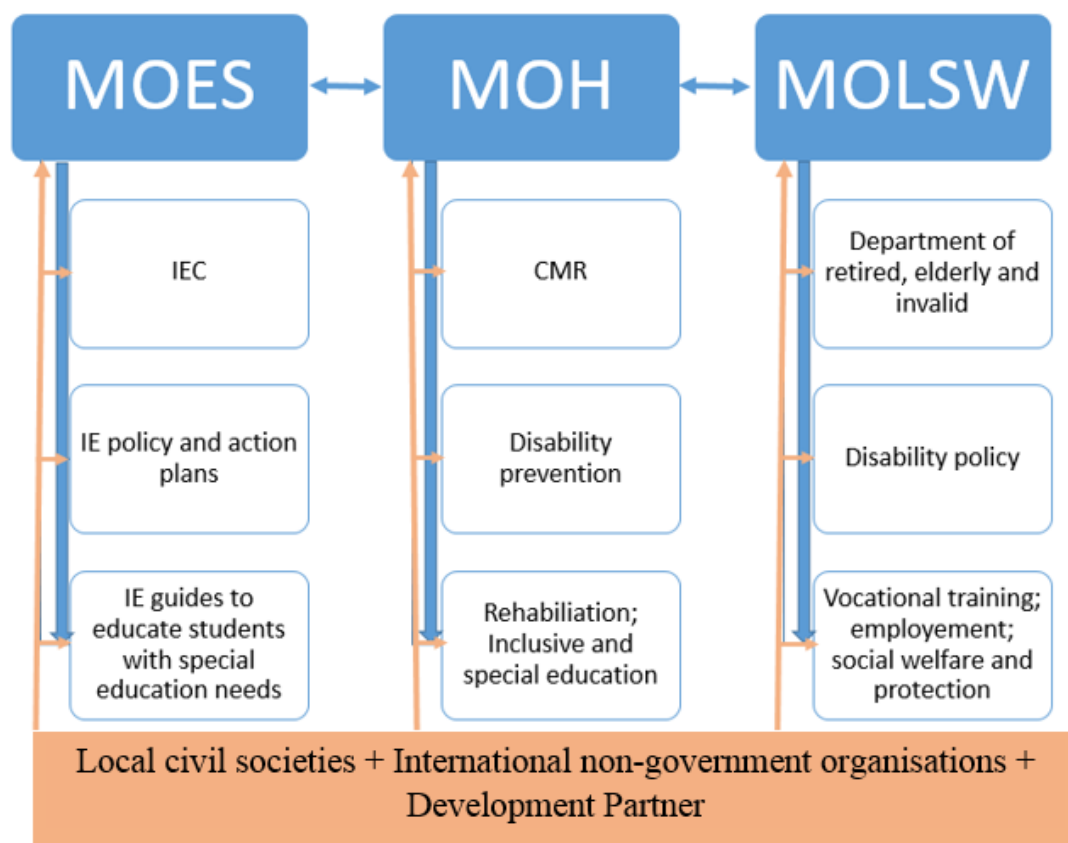 MOES
MOH
MOLSW
IEC
IE policy and action
plans
IE guides to
educate students
with special
education needs
CMR
Disability
prevention
Rehabiliation;
Inclusive and
special education
Department of
retired, elderly and
invalid
Disability policy
Vocational training;
employement;
social welfare and
protection
Local civil societies + International non-government organisations +
Development Partner